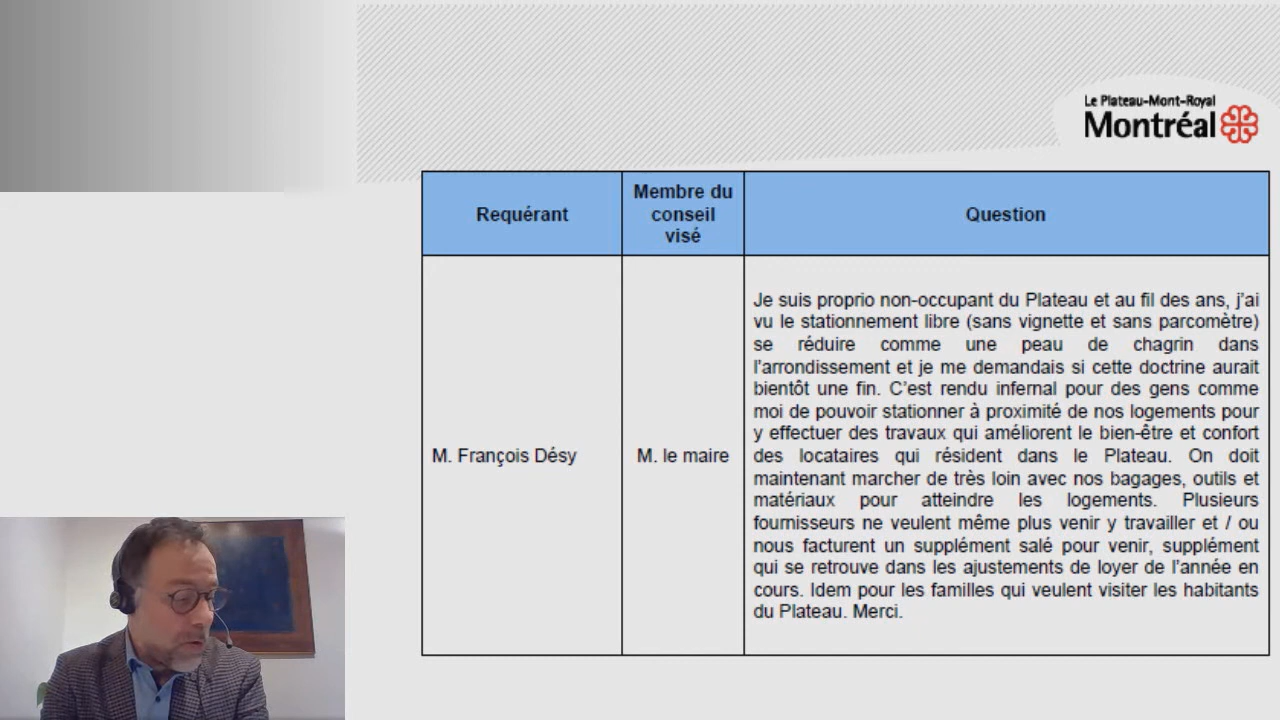 Le Plateau-Mont-Royal
Montréal
Requérant
Membre du
conseil
visé
Question
M. François Désy
M. le maire
Je suis proprio non-occupant du Plateau et au fil des ans, j'ai
vu le stationnement libre (sans vignette et sans parcomètre)
se réduire comme une peau de chagrin dans
l'arrondissement et je me demandais si cette doctrine aurait
bientôt une fin. C'est rendu infernal pour des gens comme
moi de pouvoir stationner à proximité de nos logements pour
y effectuer des travaux qui améliorent le bien-être et confort
des locataires qui résident dans le Plateau. On doit
maintenant marcher de très loin avec nos bagages, outils et
matériaux pour atteindre les logements. Plusieurs
fournisseurs ne veulent même plus venir y travailler et / ou
nous facturent un supplément salé pour venir, supplément
qui se retrouve dans les ajustements de loyer de l'année en
cours. Idem pour les familles qui veulent visiter les habitants
du Plateau. Merci.